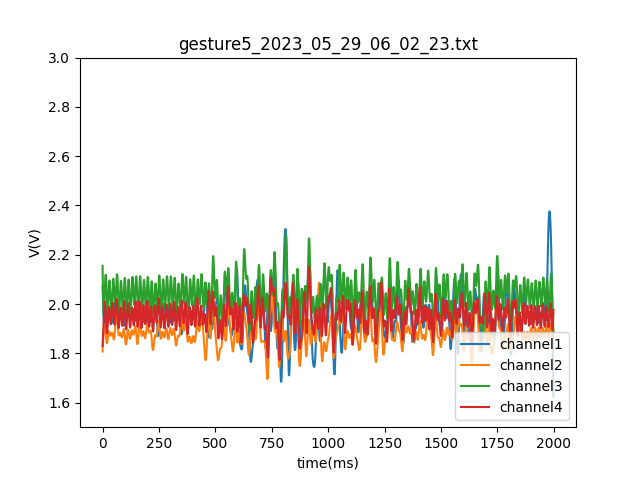 gesture5_2023_05_29_06_02_23.txt
3.0
2.8
2.6
2.4
2.2
2.0
1.8
1.6
V(V)
0 250 500 750 1000 1250 1500 1750 2000
time(ms)
channel1
channel2
channel3
channel4